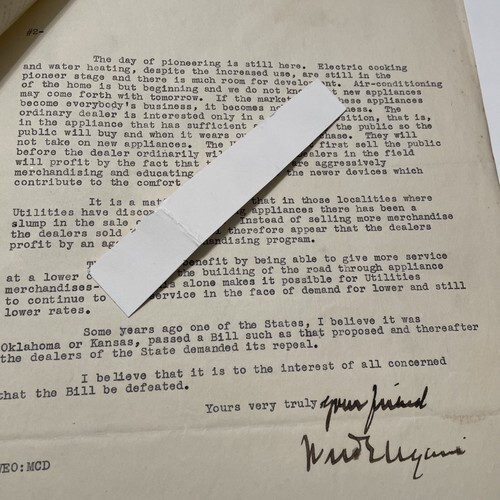 #2-
The day of pioneering is still here. Electric cooking
and water heating, despite the increased use, are still in the
pioneer stage and there is much room for development. Air-conditioning
of the home is but beginning and we do not know new appliances
may come forth with tomorrow. If the market these appliances
become everybody's business, it becomes no ness. The
ordinary dealer is interested only in a sition, that is,
in the appliance that has sufficient the public so the
public will buy and when it wears ou chase. They will
not take on new appliances. The U first sell the public
before the dealer ordinarily wil ealers in the field
will profit by the fact that are aggressively
merchandising and educating the newer devices which
contribute to the comfort
It is a mat that in those localities where
Utilities have discon ng appliances there has been a
slump in the sale Instead of selling more merchandise
the dealers sold therefore appear that the dealers
profit by an ag handising program.
benefit by being able to give more service
at a lower c the building of the road through appliance
merchandises- s alone makes it possible for Utilities
to continue to service in the face of demand for lower and still
lower rates.
Some years ago one of the States, I believe it was
Oklahoma or Kansas, passed a Bill such as that proposed and thereafter
the dealers of the State demanded its repeal.
I believe that it is to the interest of all concerned
that the Bill be defeated.
Yours very truly your friend
WEO:MCD